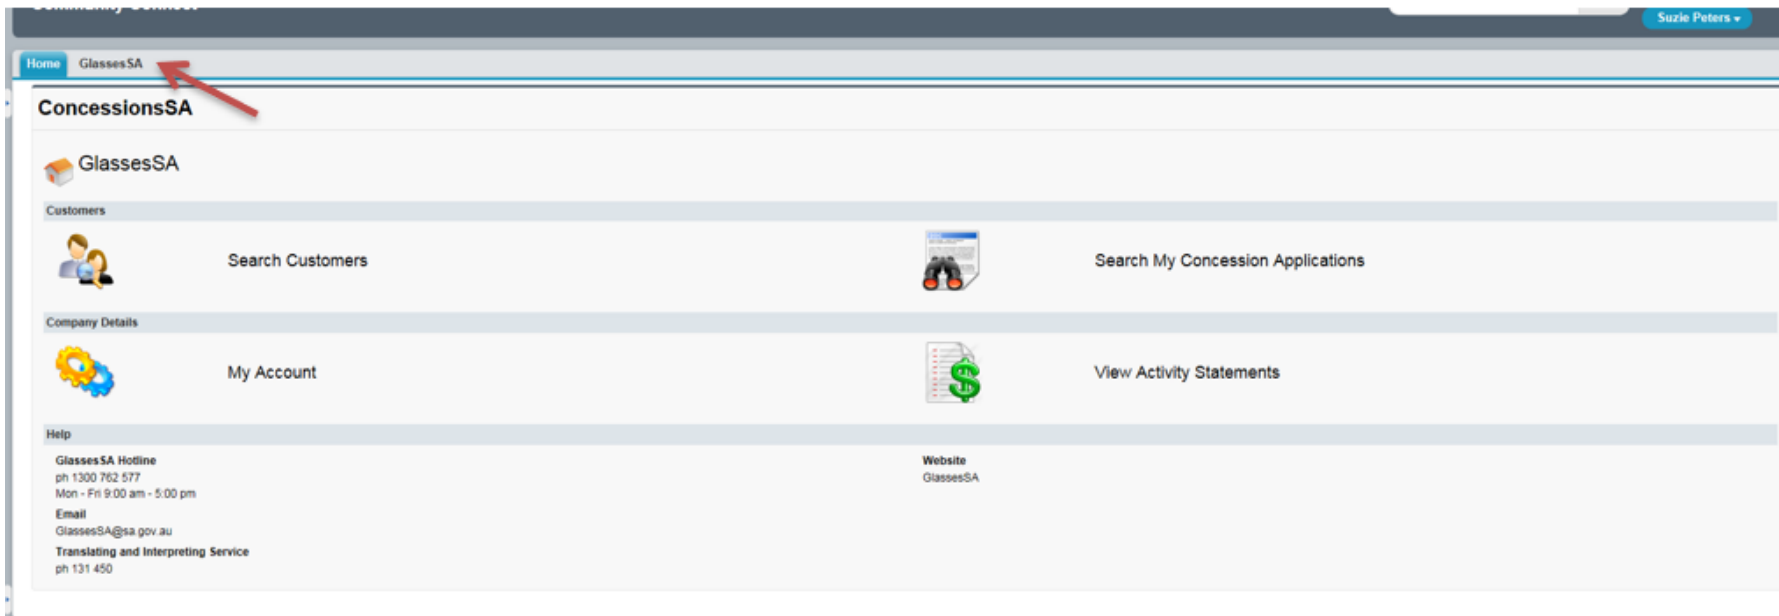 Community Connect
Suzie Peters
Home GlassesSA
ConcessionsSA
GlassesSA
Customers
Search Customers
Search My Concession Applications
Company Details
My Account
View Activity Statements
Help
GlassesSA Hotline
ph 1300 762 577
Mon - Fri 9:00 am - 5:00 pm
Email
GlassesSA@sa.gov.au
Translating and Interpreting Service
ph 131 450
Website
GlassesSA